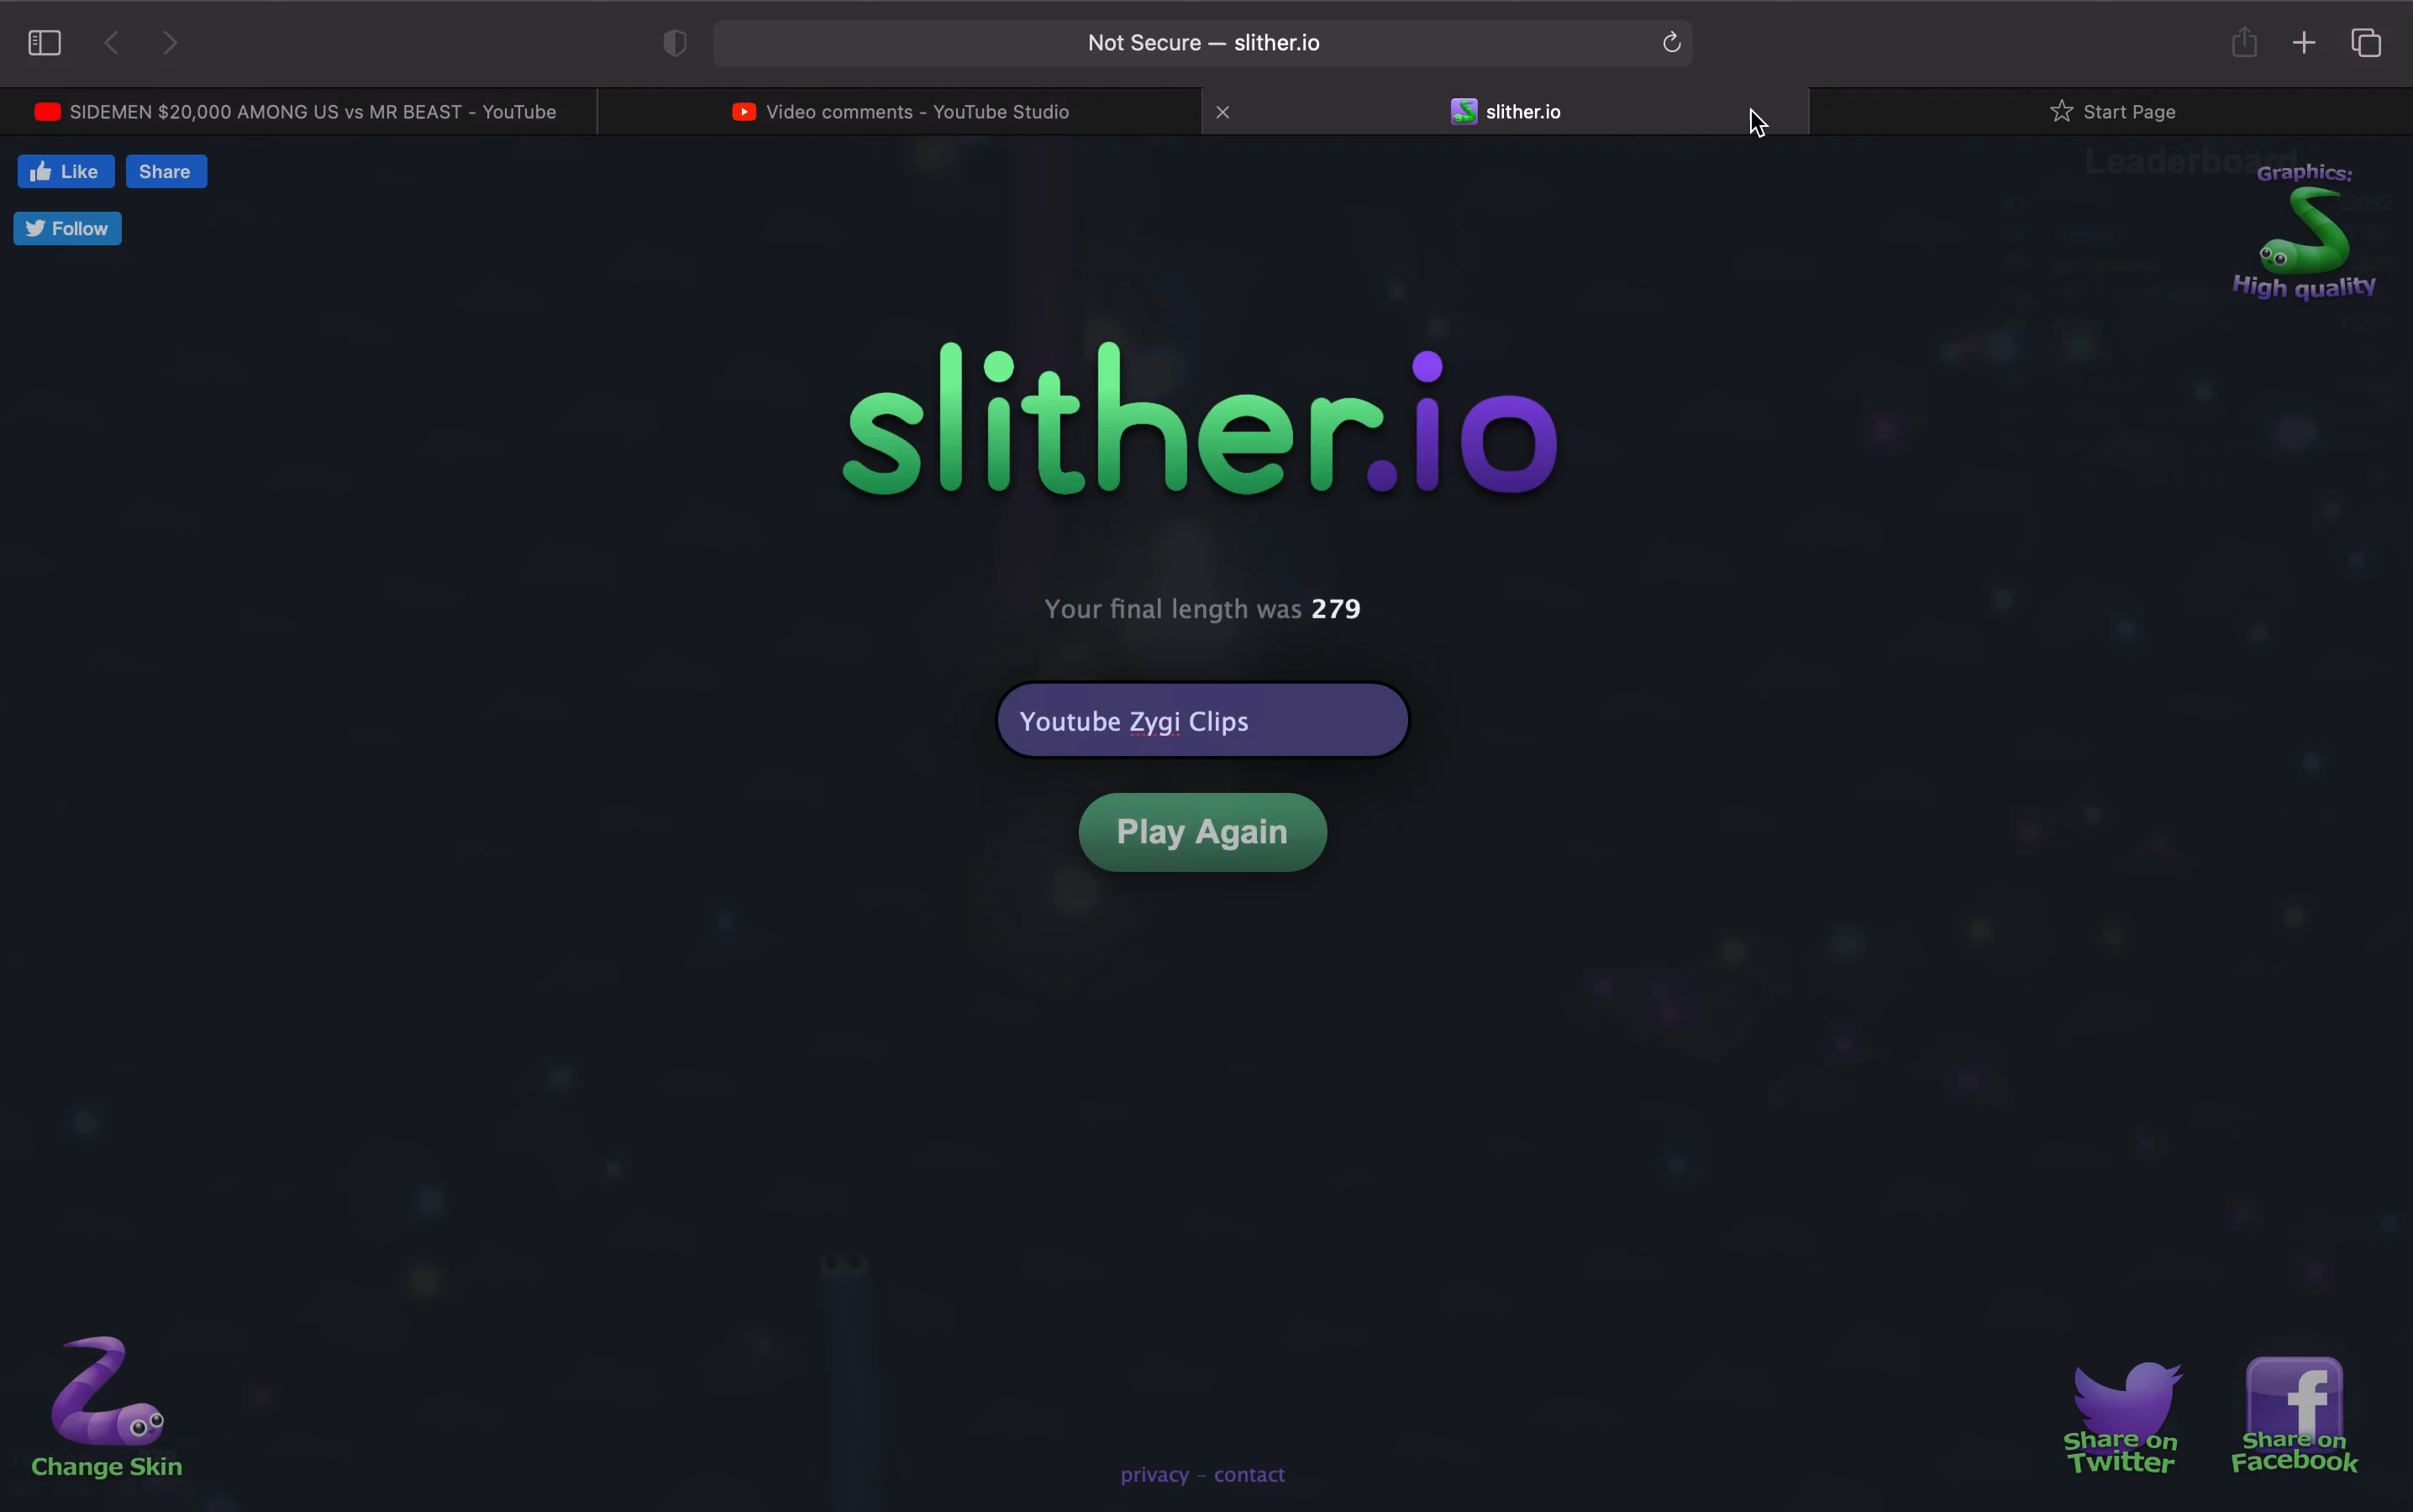 Not Secure — slither.io
SIDEMEN $20,000 AMONG US vs MR BEAST - YouTube
Video comments - YouTube Studio
slither.io
Start Page
Like
Share
Follow
Leaderboard
Graphics:
High quality
slither.io
Your final length was 279
Youtube Zygi Clips
Play Again
Change Skin
privacy - contact
Share on
Twitter
Share on
Facebook